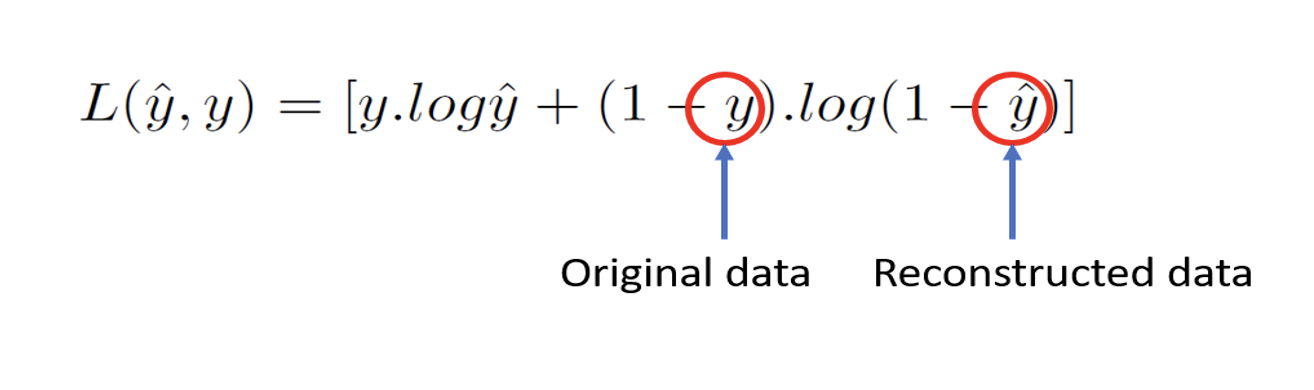 L(ŷ, y) = [y.logŷ + (1 − y).log(1 − ŷ)]
Original data Reconstructed data